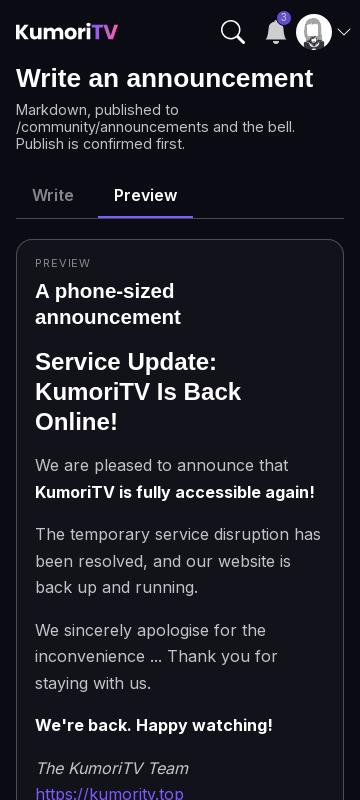 KumoriTV
3
Write an announcement
Markdown, published to
/community/announcements and the bell.
Publish is confirmed first.
Write Preview
PREVIEW
A phone-sized
announcement
Service Update:
KumoriTV Is Back
Online!
We are pleased to announce that
KumoriTV is fully accessible again!
The temporary service disruption has
been resolved, and our website is
back up and running.
We sincerely apologise for the
inconvenience ... Thank you for
staying with us.
We're back. Happy watching!
The KumoriTV Team
https://kumoritv.top